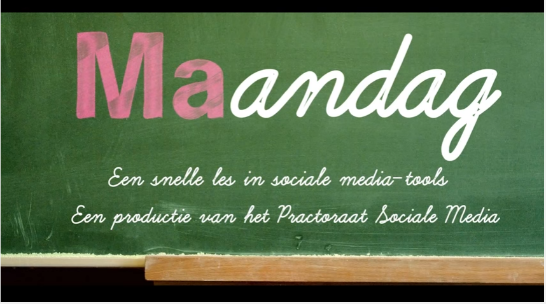 Maandag
Een snelle les in sociale media-tools
Een productie van het Practoraat Sociale Media